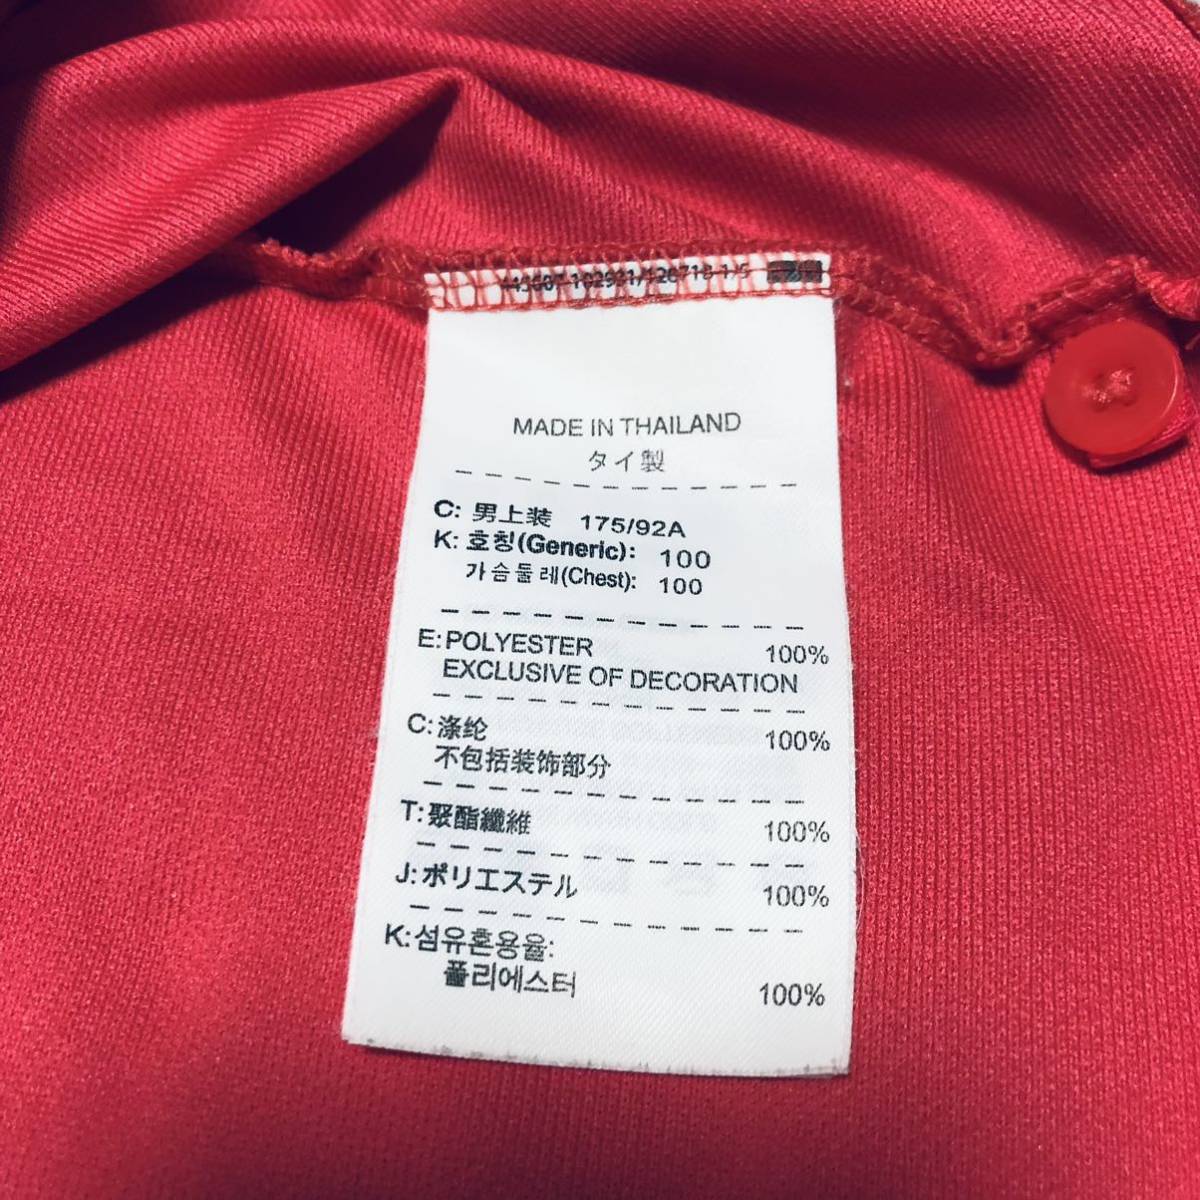 MADE IN THAILAND
タイ製
C: 男上装 175/92A
K: 호칭(Generic): 100
가슴둘레(Chest): 100
E: POLYESTER 100%
EXCLUSIVE OF DECORATION
C: 涤纶 100%
不包括装饰部分
T: 聚酯纖維 100%
J: ポリエステル 100%
K: 섬유혼용율:
폴리에스터 100%